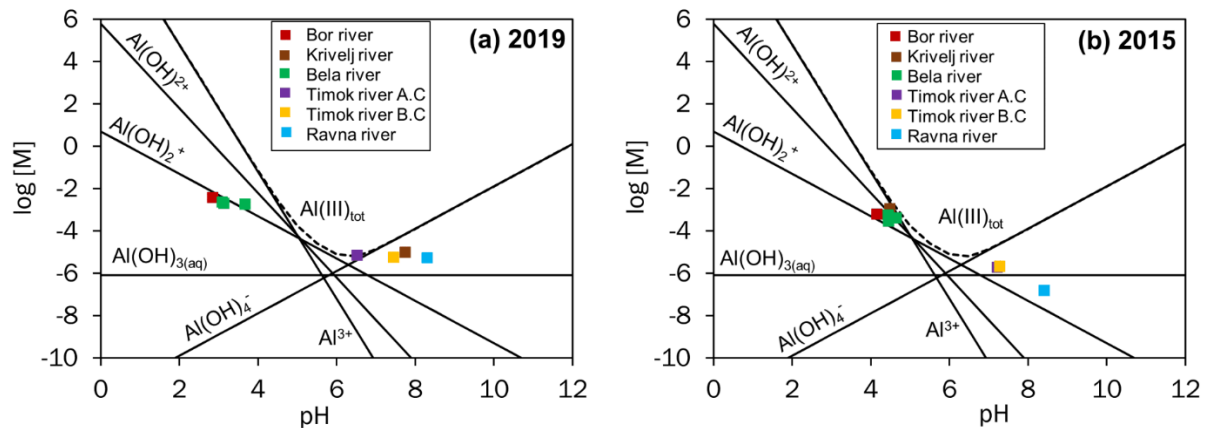 (a) 2019
Bor river
Krivelj river
Bela river
Timok river A.C
Timok river B.C
Ravna river
6
4
2
0
-2
-4
-6
-8
-10
log [M]
Al(OH)²⁺
Al(OH)₂⁺
Al(III)tot
Al(OH)₃₍aq₎
Al(OH)₄⁻
Al³⁺
0 2 4 6 8 10 12
pH
(b) 2015
Bor river
Krivelj river
Bela river
Timok river A.C
Timok river B.C
Ravna river
6
4
2
0
-2
-4
-6
-8
-10
log [M]
Al(OH)²⁺
Al(OH)₂⁺
Al(III)tot
Al(OH)₃₍aq₎
Al(OH)₄⁻
Al³⁺
0 2 4 6 8 10 12
pH